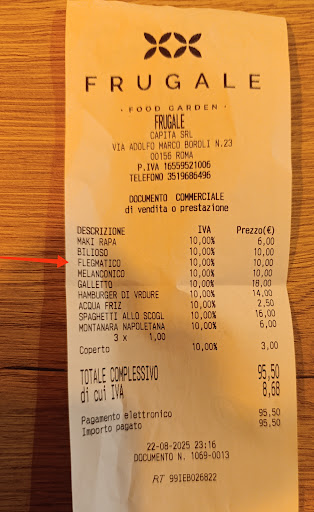 FRUGALE
· FOOD GARDEN ·
FRUGALE
CAPITA SRL
VIA ADOLFO MARCO BOROLI N.23
00156 ROMA
P.IVA 16559521006
TELEFONO 3519686496
DOCUMENTO COMMERCIALE
di vendita o prestazione
DESCRIZIONE IVA Prezzo(€)
MAKI RAPA 10,00% 6,00
BILIOSO 10,00% 10,00
FLEGMATICO 10,00% 10,00
MELANCONICO 10,00% 10,00
GALLETTO 10,00% 18,00
HAMBURGER DI VRDURE 10,00% 14,00
ACQUA FRIZ 10,00% 2,50
SPAGHETTI ALLO SCOGL 10,00% 16,00
MONTANARA NAPOLETANA 10,00% 6,00
3 x 1,00
Coperto 10,00% 3,00
TOTALE COMPLESSIVO 95,50
di cui IVA 8,68
Pagamento elettronico 95,50
Importo pagato 95,50
22-08-2025 23:16
DOCUMENTO N. 1069-0013
RT 99IEB026822